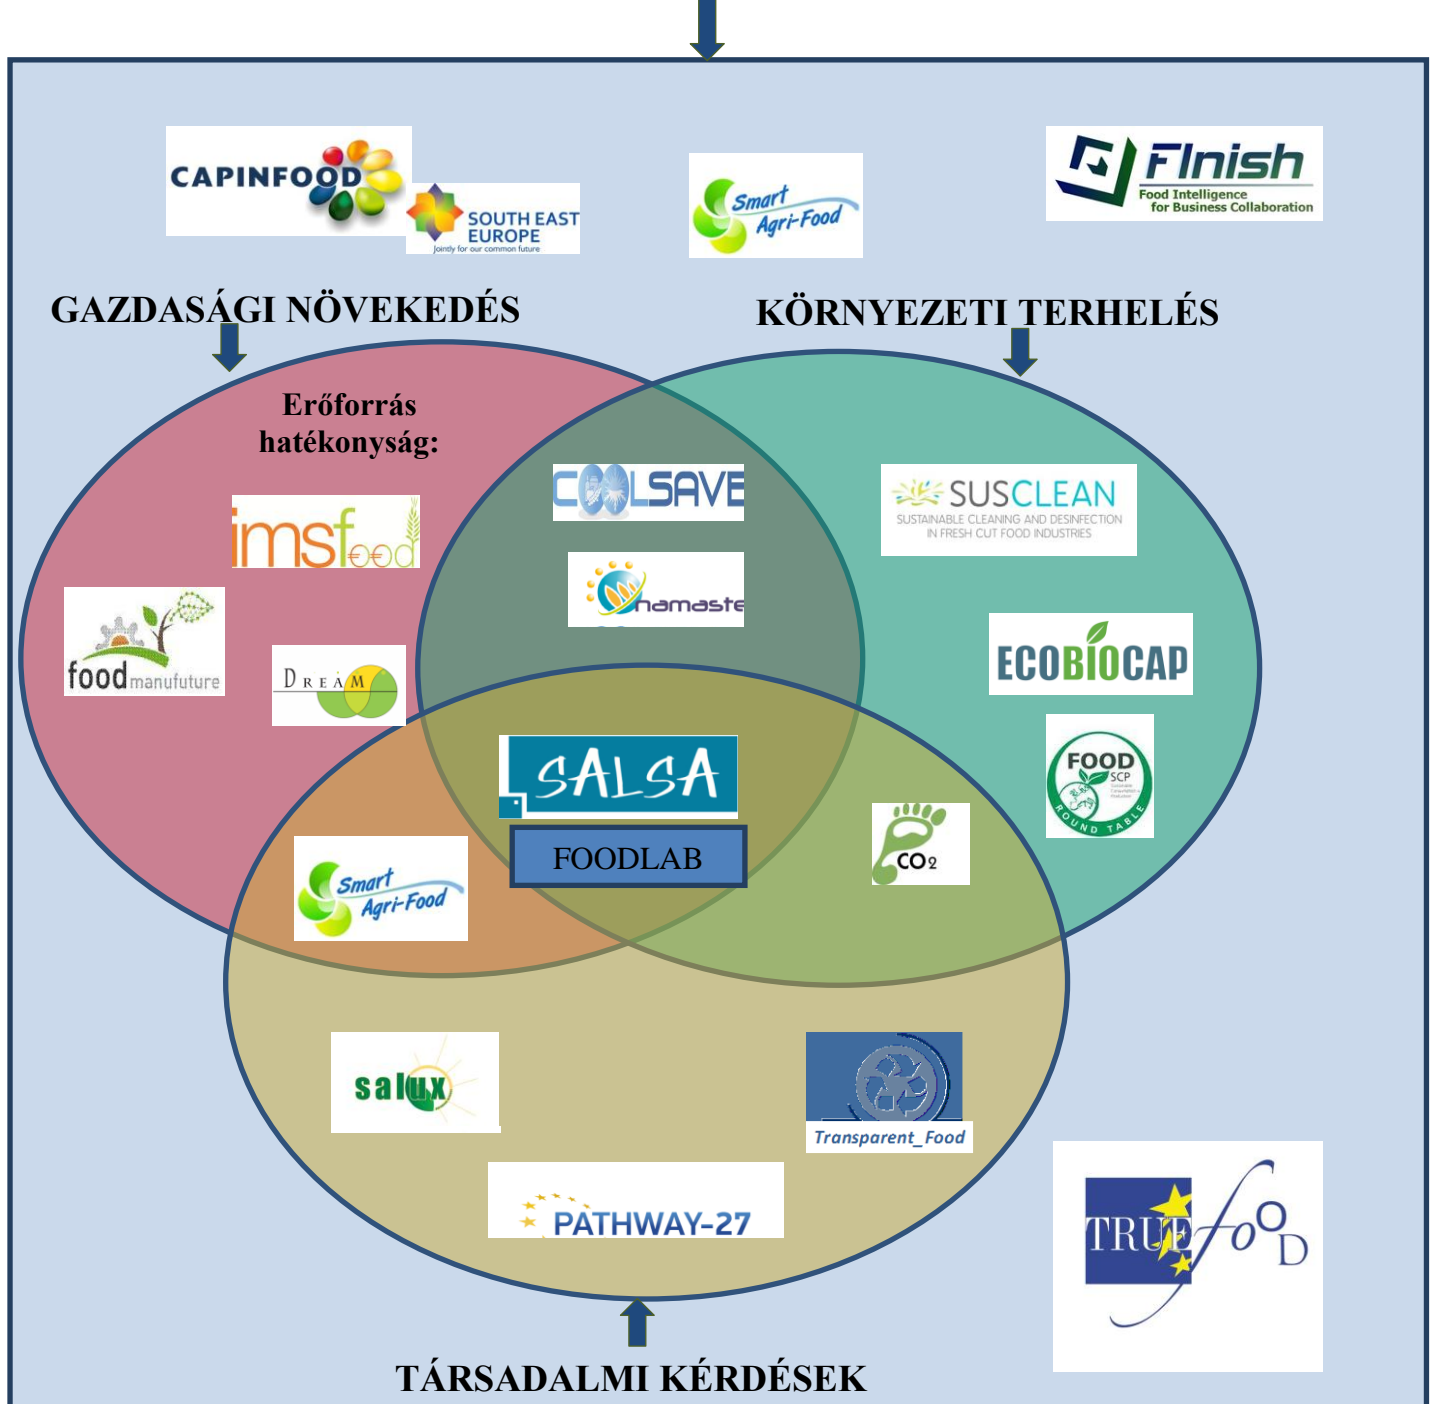 CAPINFOOD
SOUTH EAST
EUROPE
Jointly for our common future
Smart
Agri-Food
FInish
Food Intelligence
for Business Collaboration
GAZDASÁGI NÖVEKEDÉS
KÖRNYEZETI TERHELÉS
Erőforrás
hatékonyság:
COOLSAVE
SUSCLEAN
SUSTAINABLE CLEANING AND DESINFECTION
IN FRESH CUT FOOD INDUSTRIES
imsfood
namaste
foodmanufuture
DREAM
ECOBIOCAP
FOOD
SCP
ROUND TABLE
SALSA
FOODLAB
CO2
Smart
Agri-Food
salux
Transparent_Food
PATHWAY-27
TRUEfooD
TÁRSADALMI KÉRDÉSEK